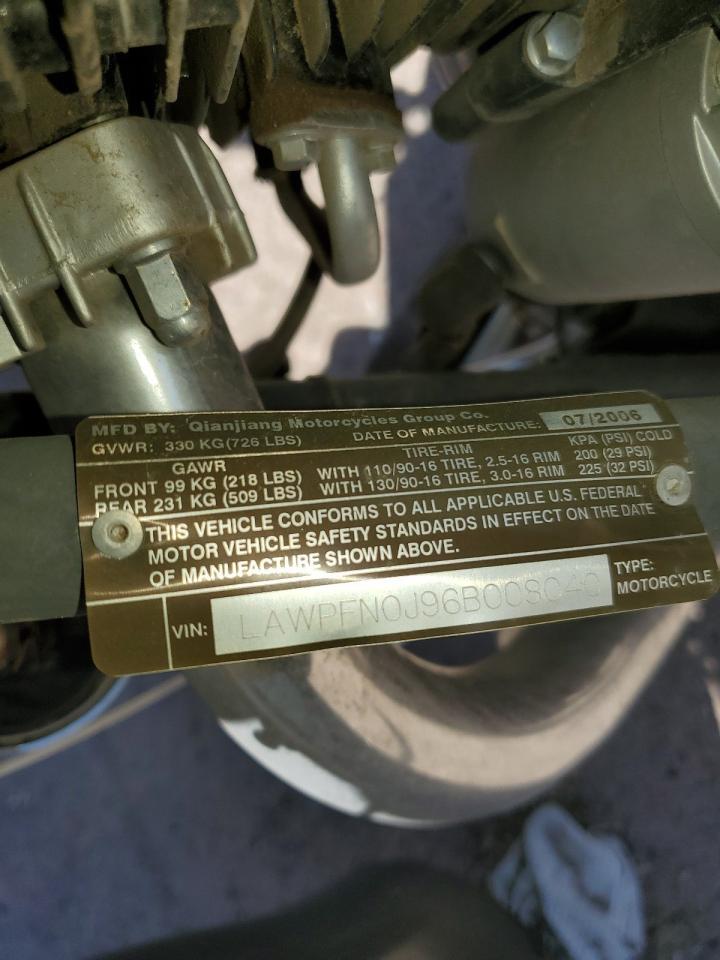 MFD BY: Qianjiang Motorcycles Group Co.
GVWR: 330 KG(726 LBS) DATE OF MANUFACTURE: 07/2006
GAWR TIRE-RIM KPA (PSI) COLD
FRONT 99 KG (218 LBS) WITH 110/90-16 TIRE, 2.5-16 RIM 200 (29 PSI)
REAR 231 KG (509 LBS) WITH 130/90-16 TIRE, 3.0-16 RIM 225 (32 PSI)
THIS VEHICLE CONFORMS TO ALL APPLICABLE U.S. FEDERAL
MOTOR VEHICLE SAFETY STANDARDS IN EFFECT ON THE DATE
OF MANUFACTURE SHOWN ABOVE.
VIN: TYPE:
MOTORCYCLE